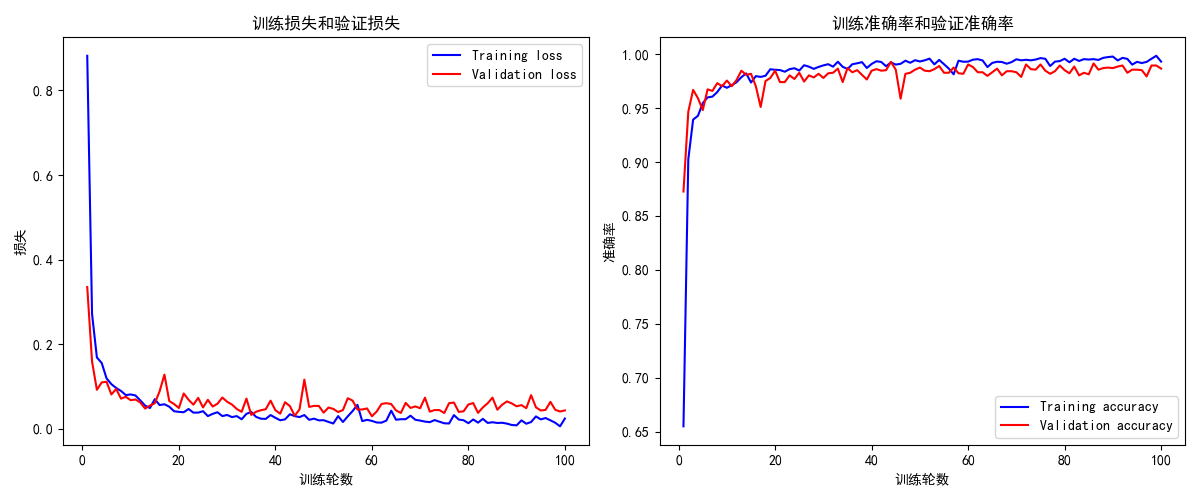 训练损失和验证损失
Training loss
Validation loss
0.8
0.6
0.4
0.2
0.0
损失
0
20
40
60
80
100
训练轮数
训练准确率和验证准确率
1.00
0.95
0.90
0.85
0.80
0.75
0.70
0.65
准确率
Training accuracy
Validation accuracy
0
20
40
60
80
100
训练轮数